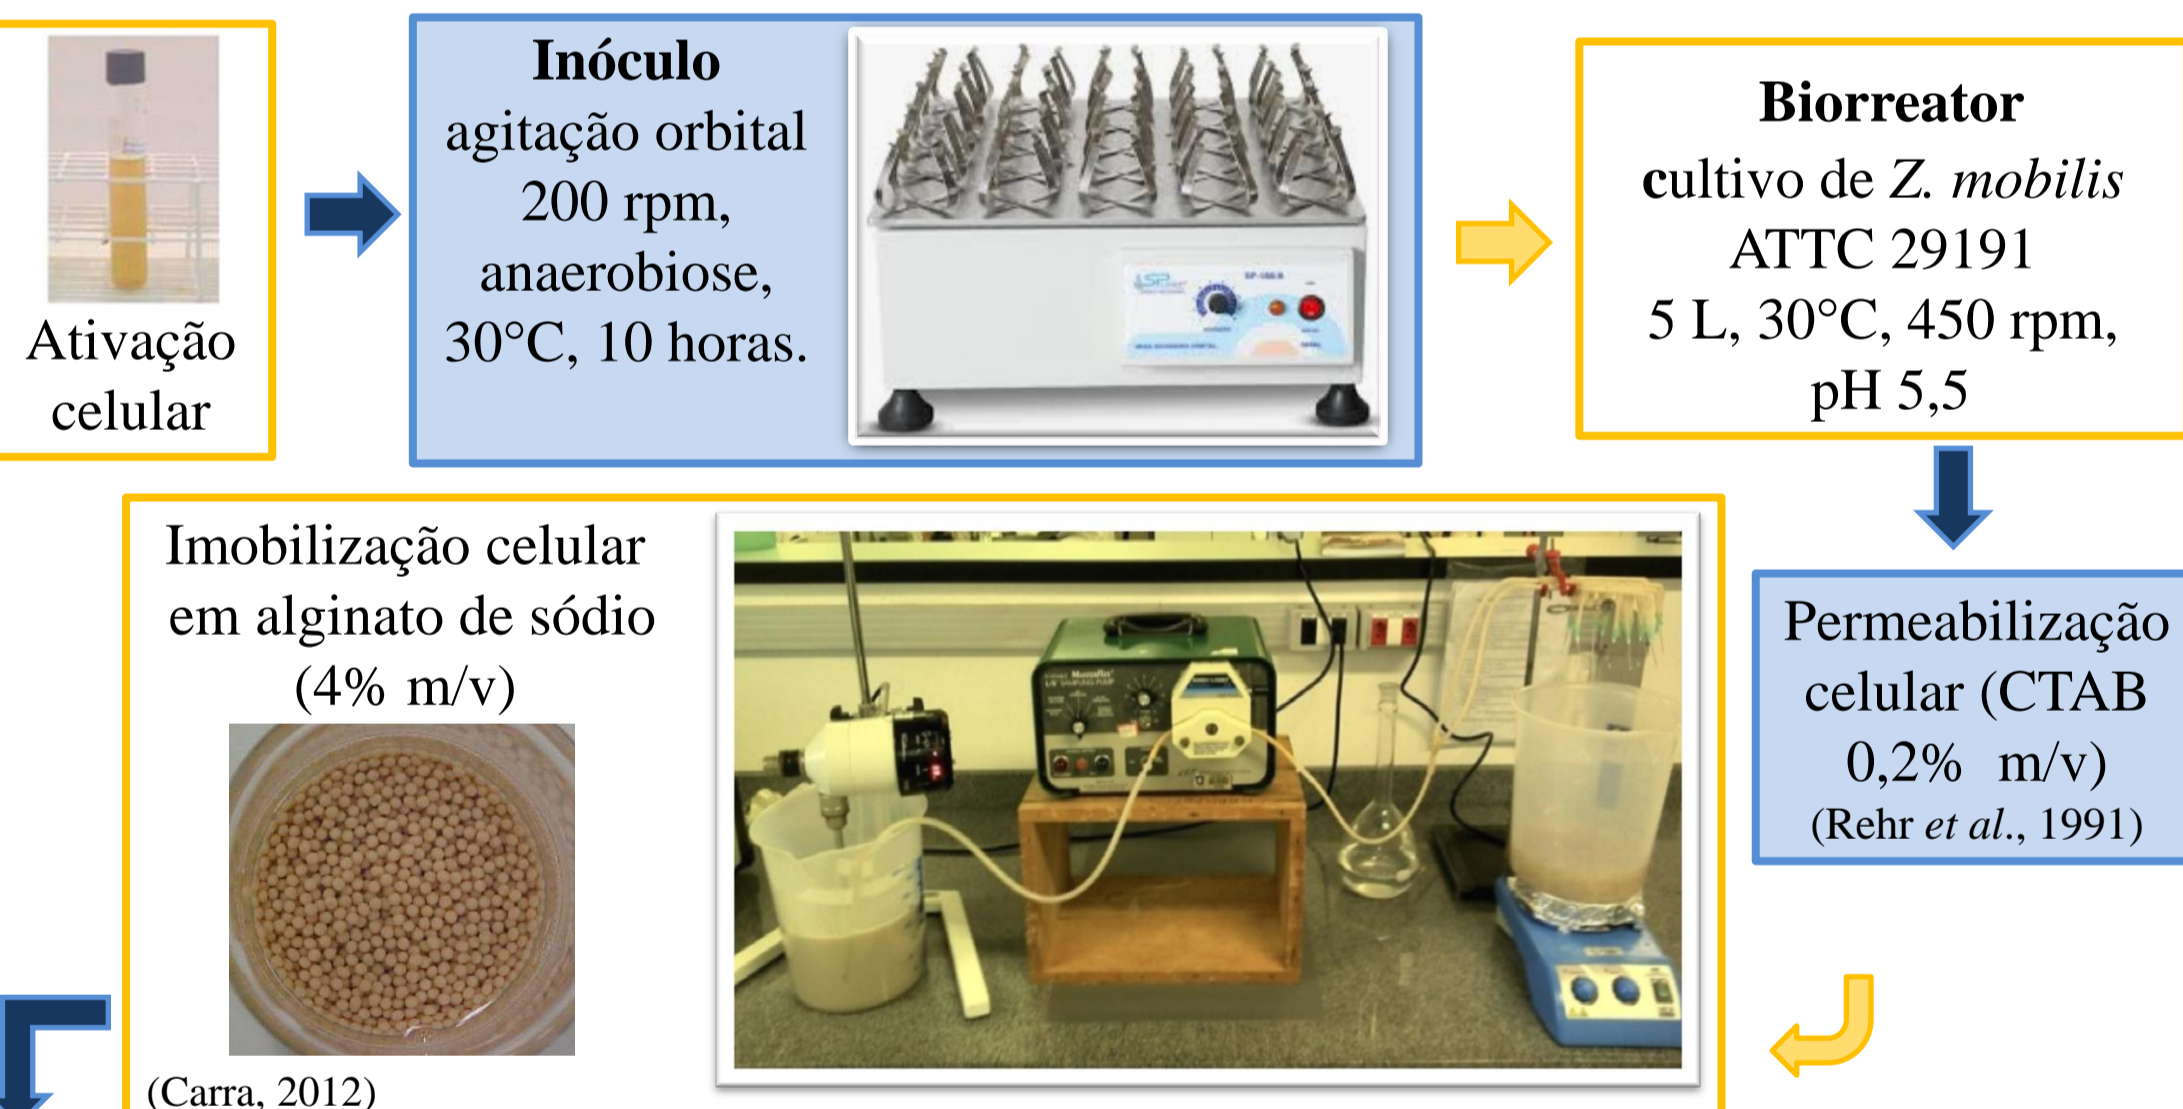 Ativação
celular
Inóculo
agitação orbital
200 rpm,
anaerobiose,
30°C, 10 horas.
Biorreator
cultivo de Z. mobilis
ATTC 29191
5 L, 30°C, 450 rpm,
pH 5,5
Permeabilização
celular (CTAB
0,2% m/v)
(Rehr et al., 1991)
Imobilização celular
em alginato de sódio
(4% m/v)
(Carra, 2012)